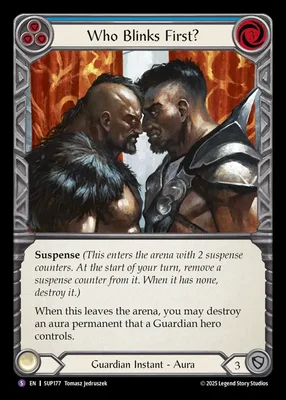 Who Blinks First?
Suspense (This enters the arena with 2 suspense
counters. At the start of your turn, remove a
suspense counter from it. When it has none,
destroy it.)
When this leaves the arena, you may destroy
an aura permanent that a Guardian hero
controls.
Guardian Instant - Aura
3
S EN | SUP177 Tomasz Jedruszek
© 2025 Legend Story Studios